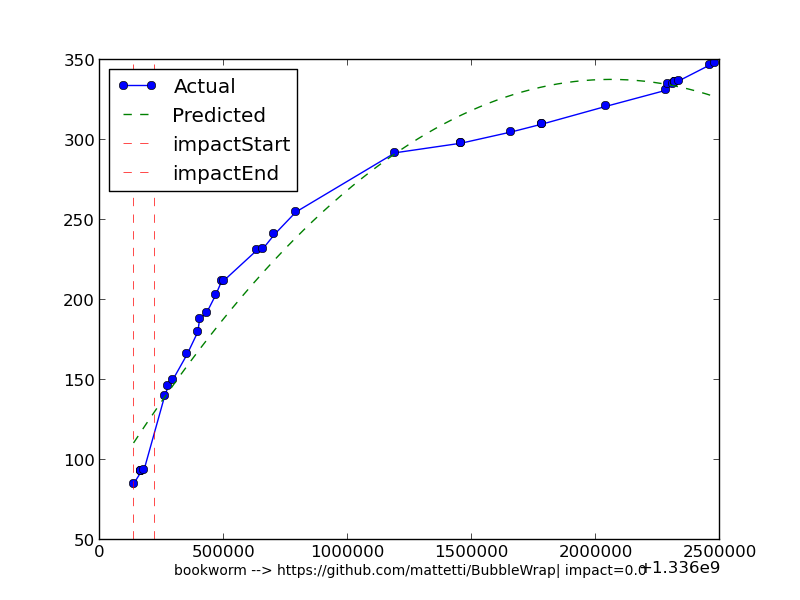 350
300
250
200
150
100
50
Actual
Predicted
impactStart
impactEnd
0 500000 1000000 1500000 2000000 2500000
+1.336e9
bookworm --> https://github.com/mattetti/BubbleWrap| impact=0.0